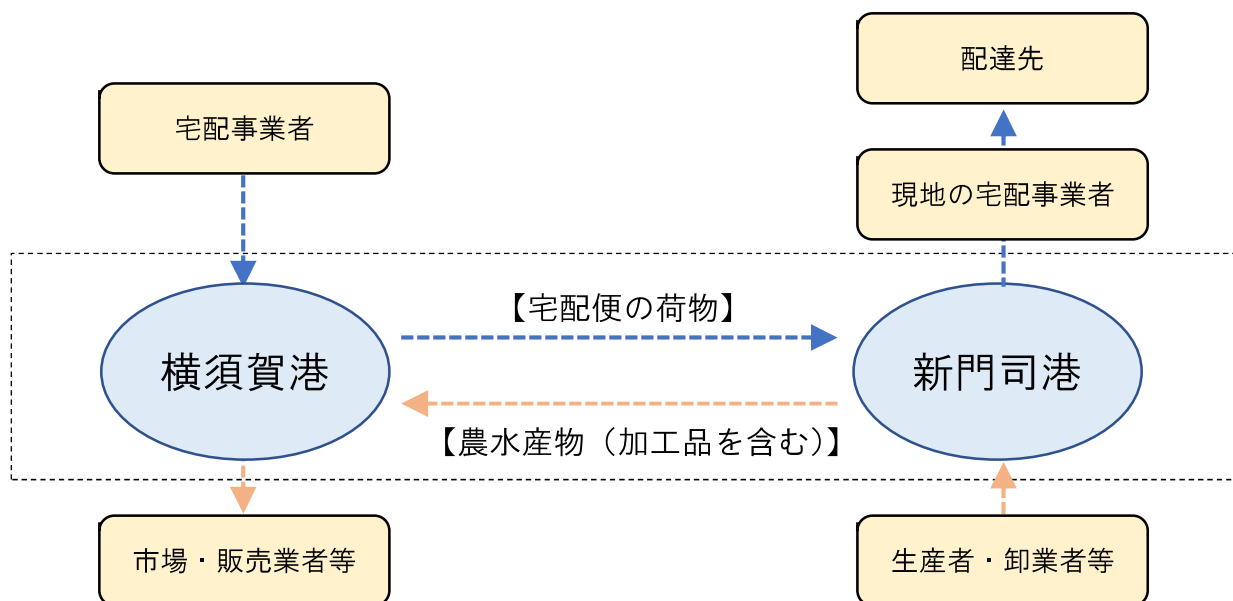 配達先
宅配事業者
現地の宅配事業者
【宅配便の荷物】
横須賀港
新門司港
【農水産物（加工品を含む）】
市場・販売業者等
生産者・卸業者等